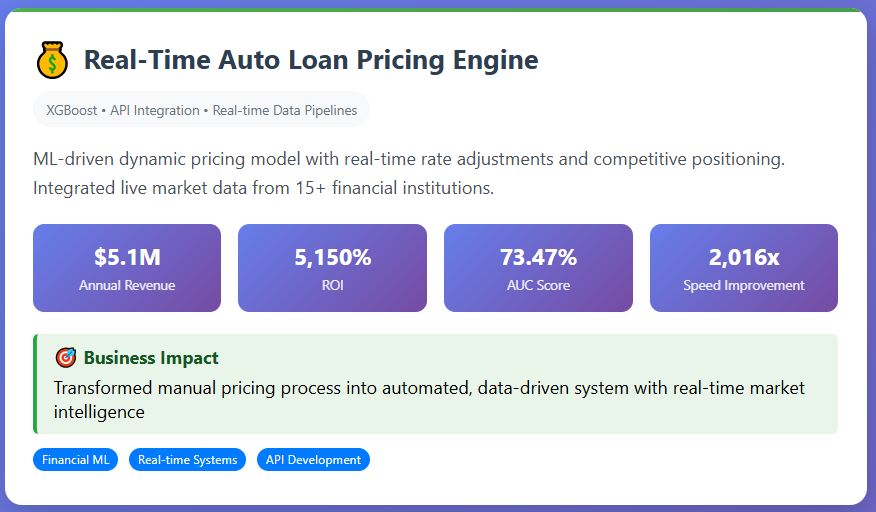 Real-Time Auto Loan Pricing Engine
XGBoost • API Integration • Real-time Data Pipelines
ML-driven dynamic pricing model with real-time rate adjustments and competitive positioning.
Integrated live market data from 15+ financial institutions.
$5.1M
Annual Revenue
5,150%
ROI
73.47%
AUC Score
2,016x
Speed Improvement
Business Impact
Transformed manual pricing process into automated, data-driven system with real-time market
intelligence
Financial ML
Real-time Systems
API Development